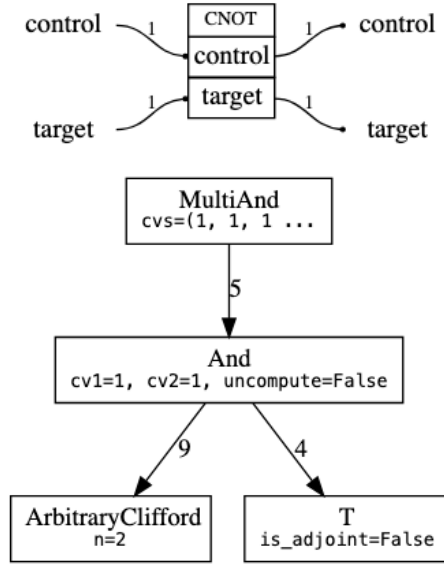 control 1 CNOT 1 control
control
target 1 target 1 target
MultiAnd
cvs=(1, 1, 1 ...
5
And
cv1=1, cv2=1, uncompute=False
9 4
ArbitraryClifford T
n=2 is_adjoint=False